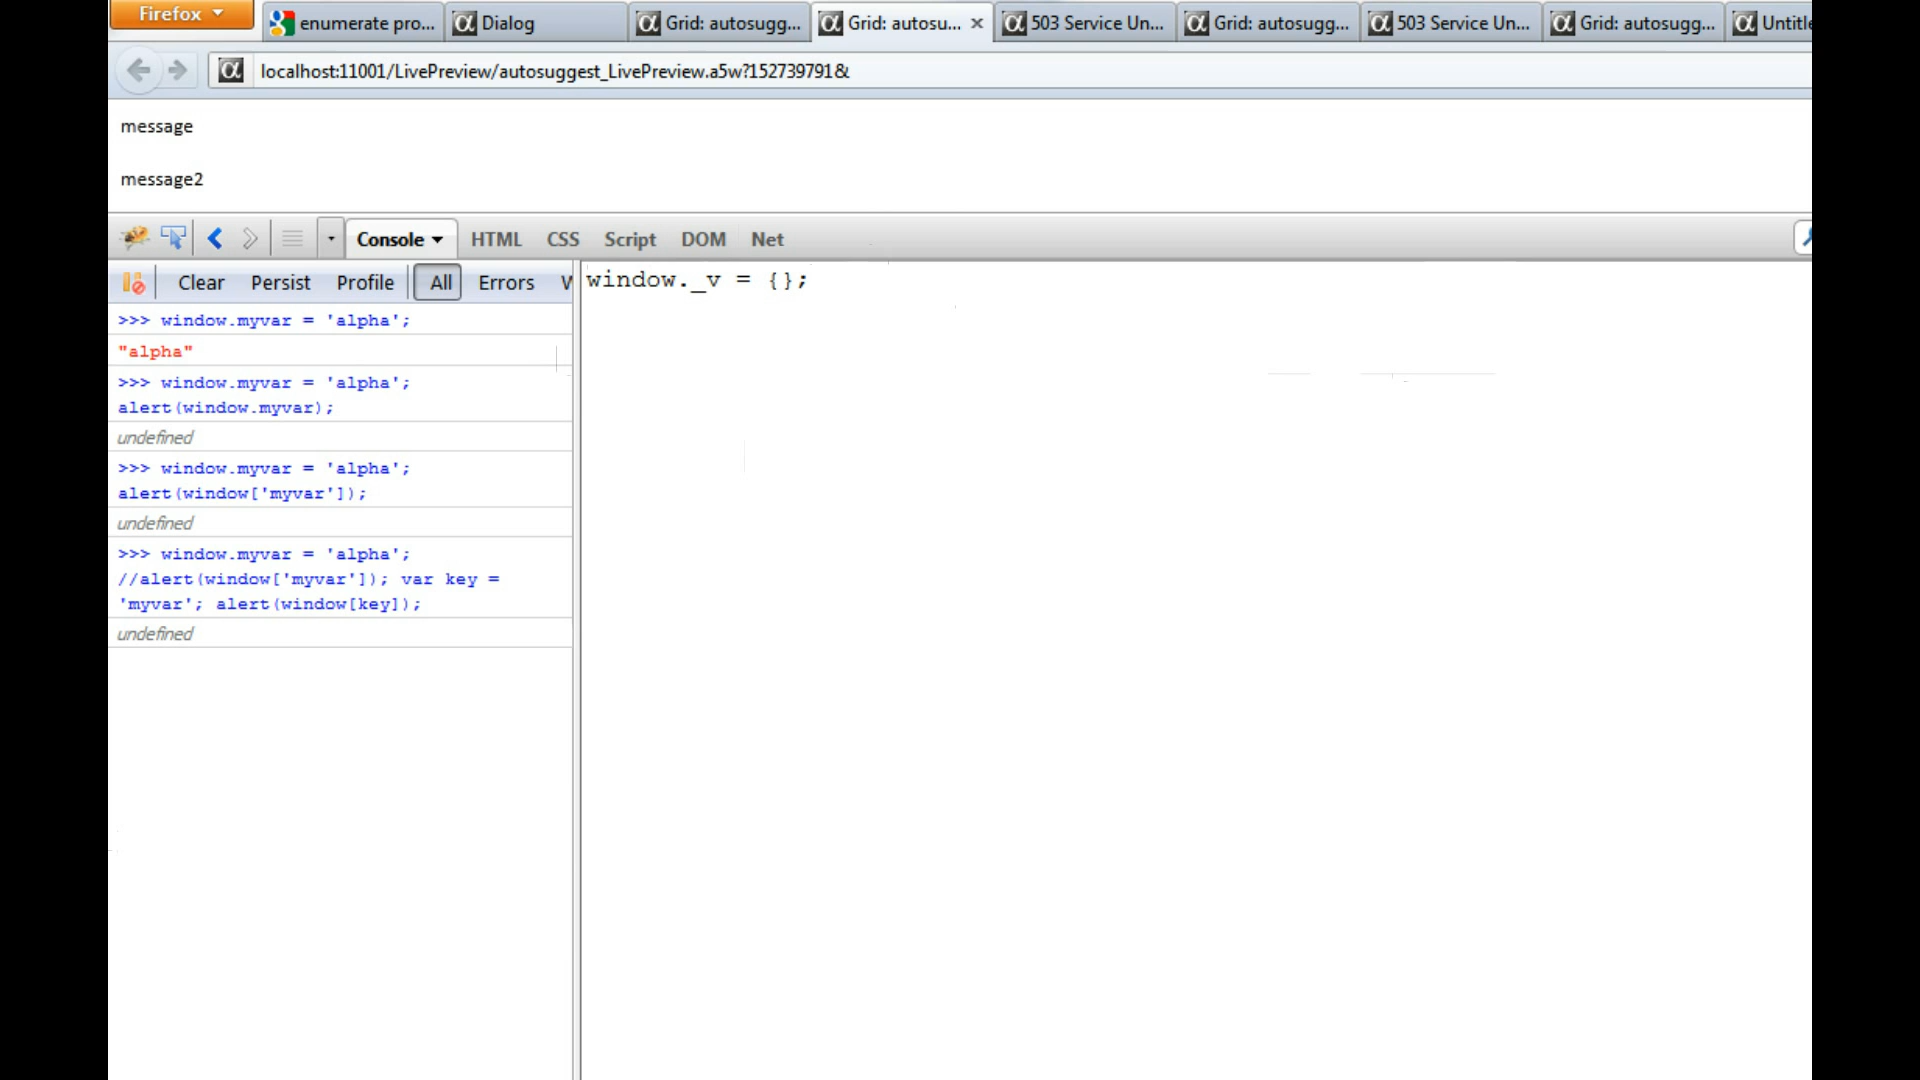 Firefox
enumerate pro...
Dialog
Grid: autosugg...
Grid: autosu...
503 Service Un...
Grid: autosugg...
503 Service Un...
Grid: autosugg...
Untitle
localhost:11001/LivePreview/autosuggest_LivePreview.a5w?152739791&
message
message2
Console HTML CSS Script DOM Net
Clear Persist Profile All Errors
window._v = {};
>>> window.myvar = 'alpha';
"alpha"
>>> window.myvar = 'alpha';
alert(window.myvar);
undefined
>>> window.myvar = 'alpha';
alert(window['myvar']);
undefined
>>> window.myvar = 'alpha';
//alert(window['myvar']); var key =
'myvar'; alert(window[key]);
undefined